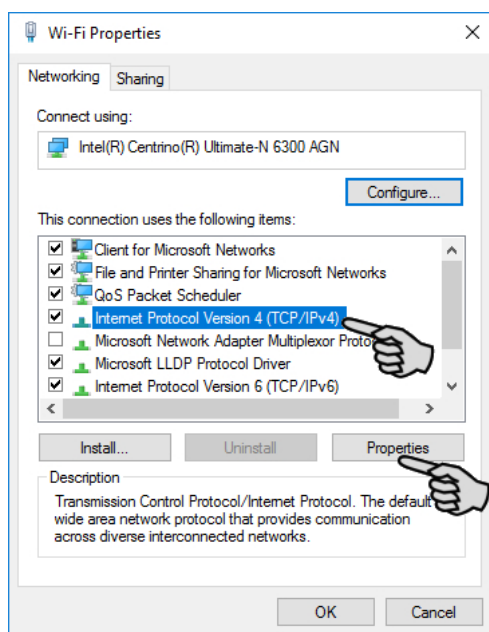 Wi-Fi Properties
Networking
Sharing
Connect using:
Intel(R) Centrino(R) Ultimate-N 6300 AGN
Configure...
This connection uses the following items:
Client for Microsoft Networks
File and Printer Sharing for Microsoft Networks
QoS Packet Scheduler
Internet Protocol Version 4 (TCP/IPv4)
Microsoft Network Adapter Multiplexor
Microsoft LLDP Protocol Driver
Internet Protocol Version 6 (TCP/IPv6)
Install...
Uninstall
Properties
Description
Transmission Control Protocol/Internet Protocol. The default
wide area network protocol that provides communication
across diverse interconnected networks.
OK
Cancel